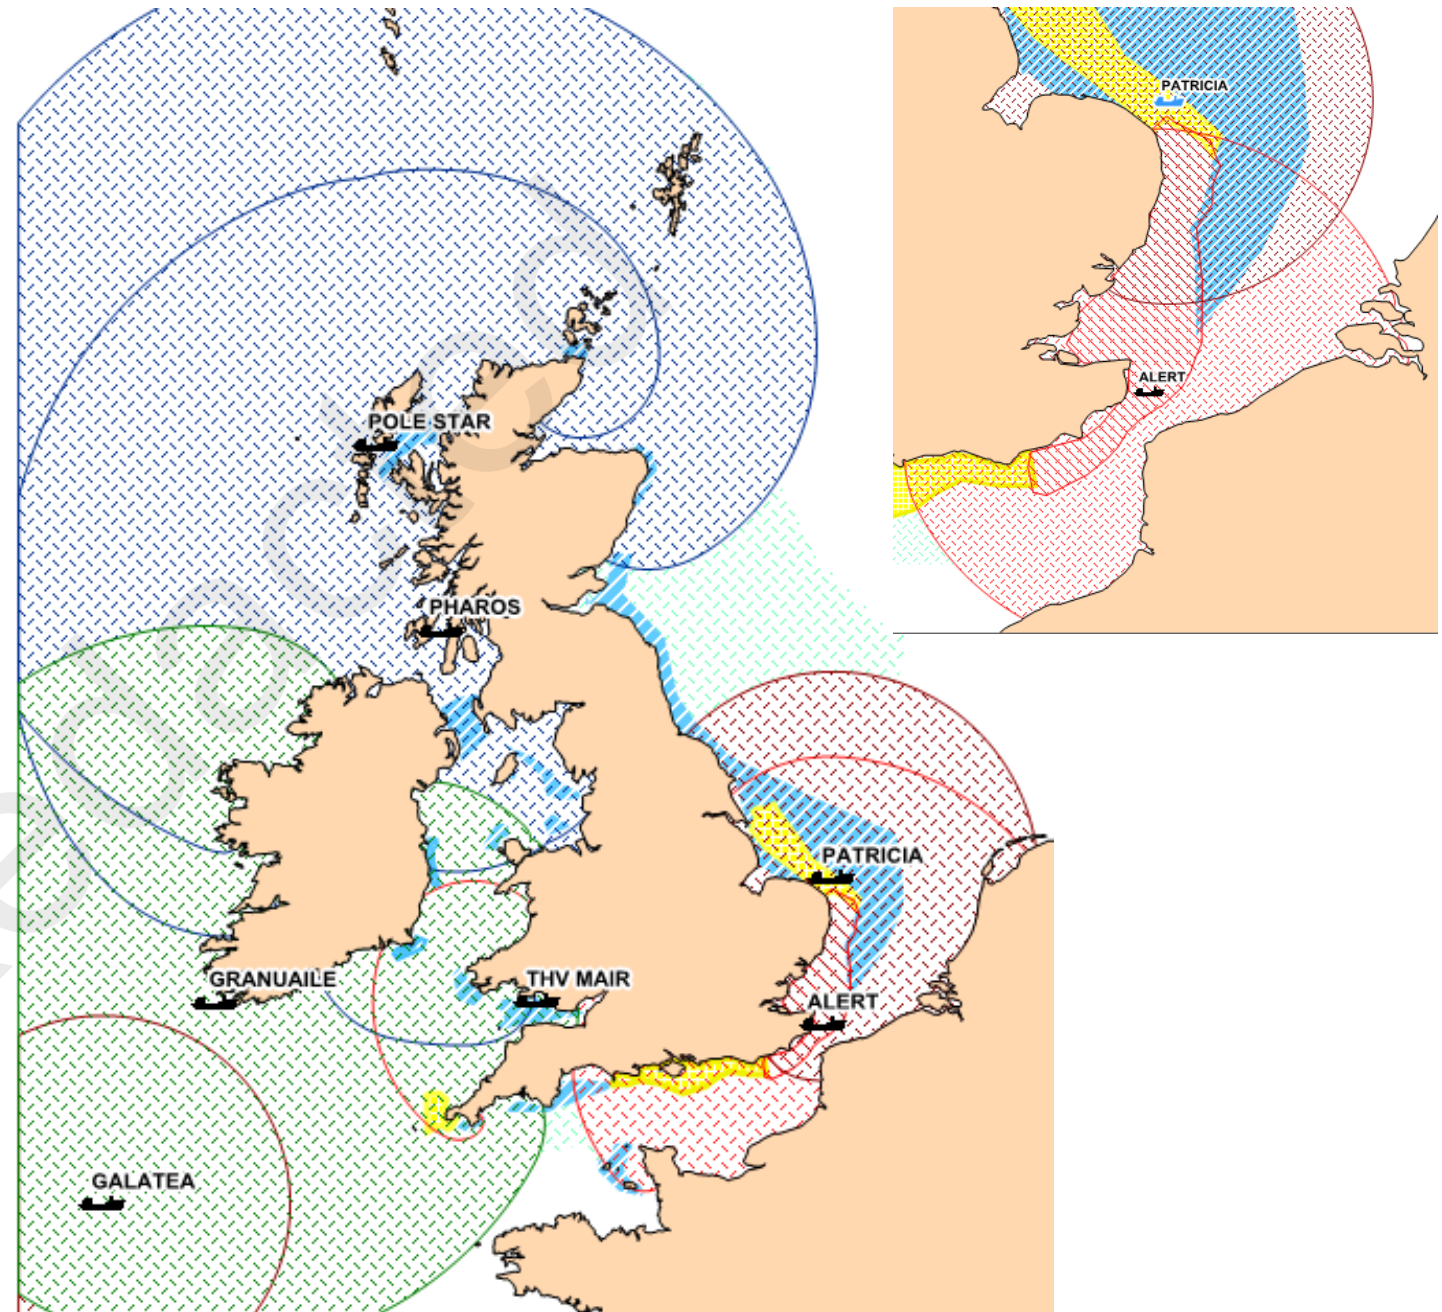 PATRICIA
ALERT
POLE STAR
PHAROS
PATRICIA
GRANUAILE
THV MAIR
ALERT
GALATEA